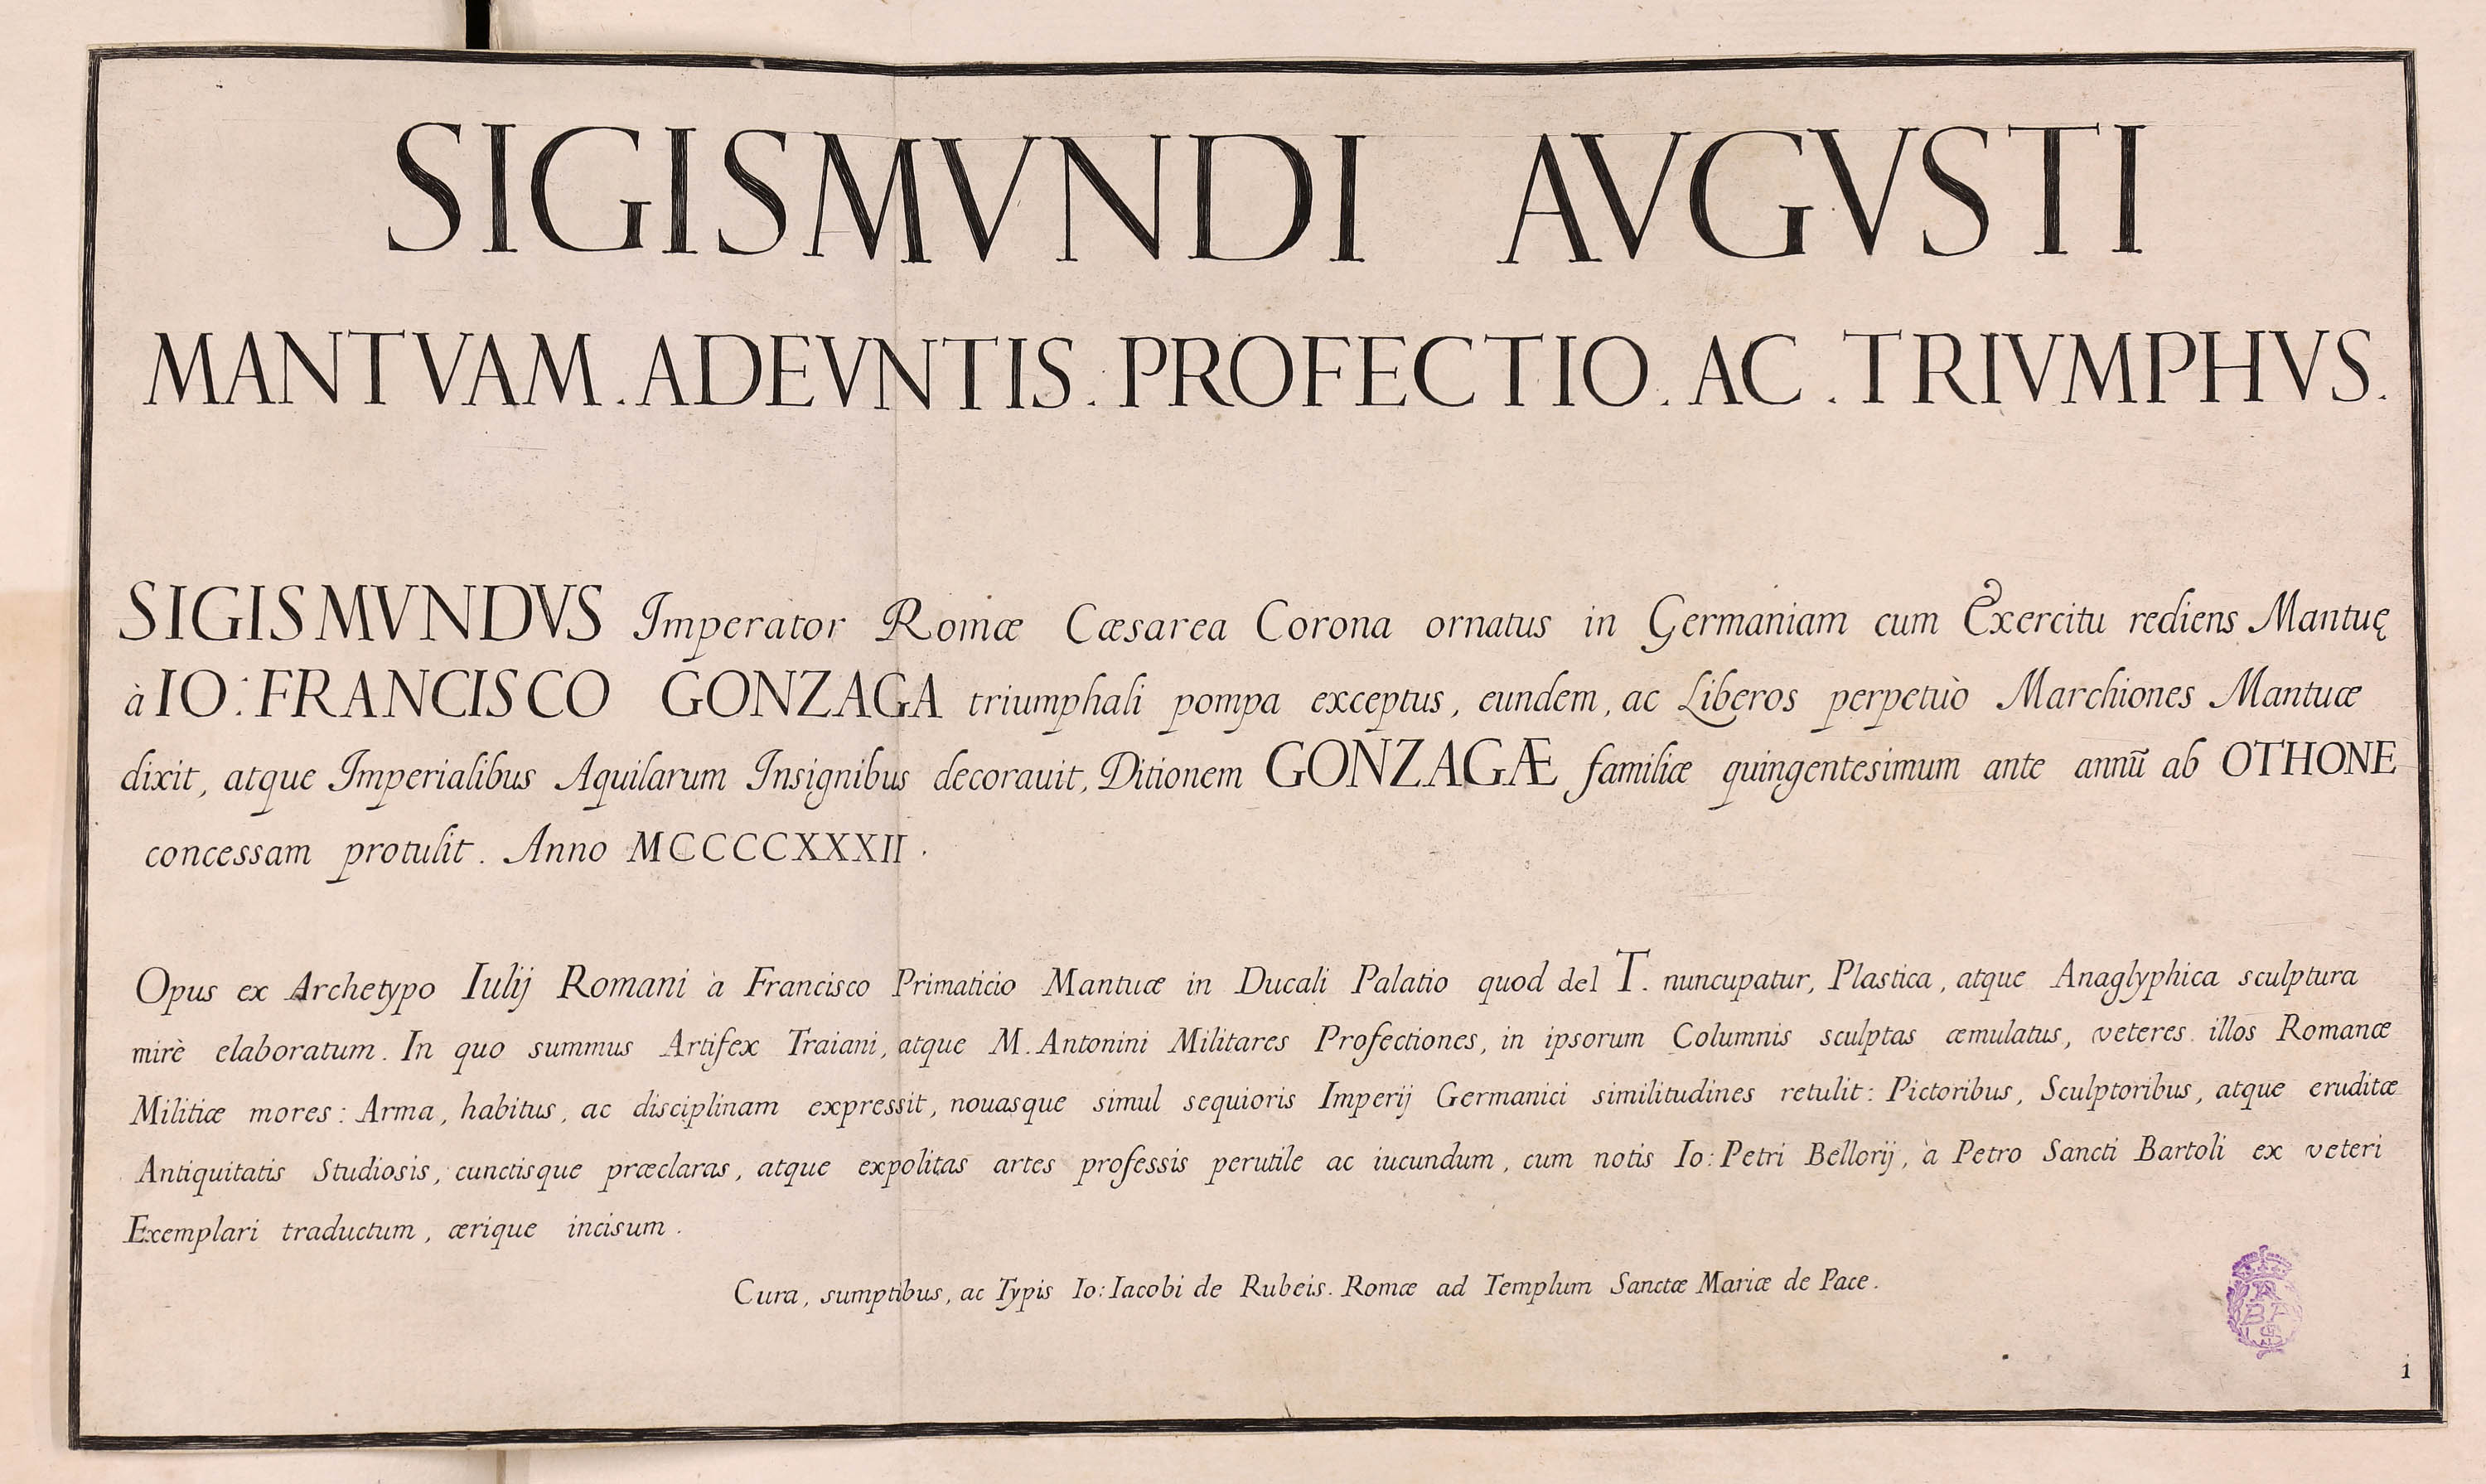 SIGISMVNDI AVGVSTI
MANTVAM . ADEVNTIS . PROFECTIO . AC . TRIVMPHVS .
SIGISMVNDVS Imperator Romæ Cæsarea Corona ornatus in Germaniam cum Exercitu rediens Mantuę
à IO: FRANCISCO GONZAGA triumphali pompa exceptus, eundem, ac Liberos perpetuò Marchiones Mantuæ
dixit, atque Imperialibus Aquilarum Insignibus decorauit, Ditionem GONZAGÆ familiæ quingentesimum ante annũ ab OTHONE
concessam protulit. Anno MCCCCXXXII.
Opus ex Archetypo Iulij Romani à Francisco Primaticio Mantuæ in Ducali Palatio quod del T. nuncupatur, Plastica, atque Anaglyphica sculptura
mirè elaboratum. In quo summus Artifex Traiani, atque M. Antonini Militares Profectiones, in ipsorum Columnis sculptas æmulatus, veteres illos Romanæ
Militiæ mores: Arma, habitus, ac disciplinam expressit, nouasque simul sequioris Imperij Germanici similitudines retulit: Pictoribus, Sculptoribus, atque eruditæ
Antiquitatis Studiosis, cunctisque præclaras, atque expolitas artes professis perutile ac iucundum, cum notis Io: Petri Bellorij, à Petro Sancti Bartoli ex veteri
Exemplari traductum, ærique incisum.
Cura, sumptibus, ac Typis Io: Iacobi de Rubeis. Romæ ad Templum Sanctæ Mariæ de Pace.
1